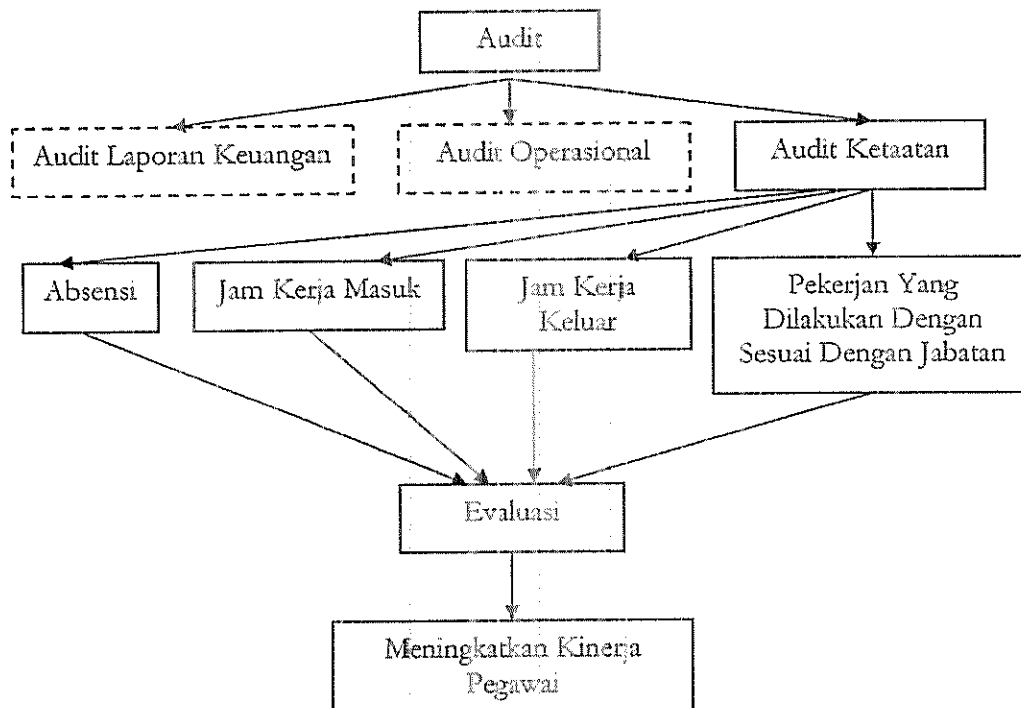 Audit
Audit Laporan Keuangan
Audit Operasional
Audit Ketaatan
Absensi
Jam Kerja Masuk
Jam Kerja
Keluar
Pekerjan Yang
Dilakukan Dengan
Sesuai Dengan Jabatan
Evaluasi
Meningkatkan Kinerja
Pegawai